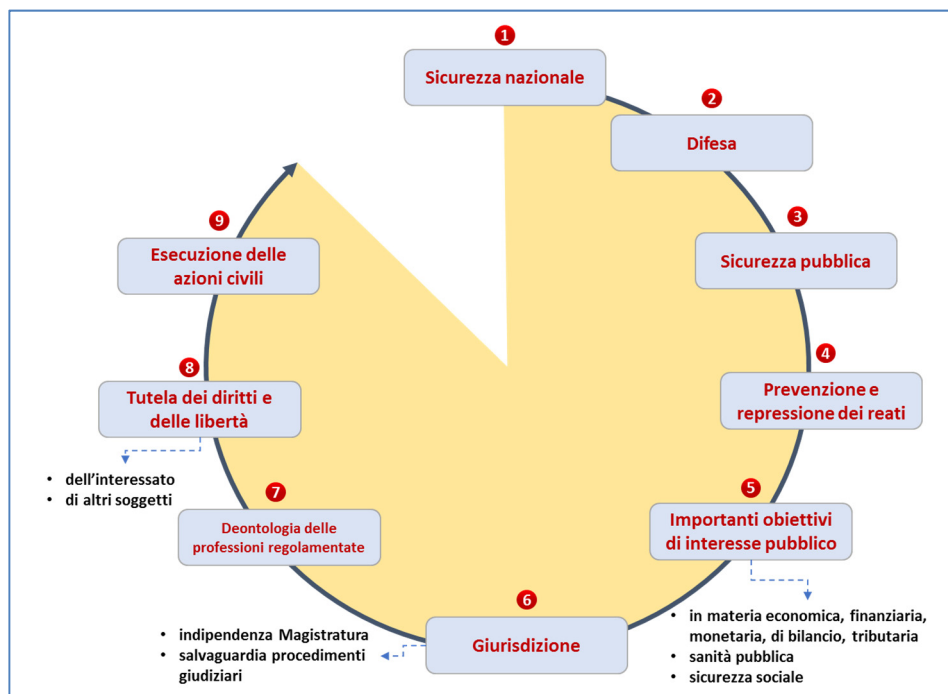 1
Sicurezza nazionale
2
Difesa
3
Sicurezza pubblica
4
Prevenzione e
repressione dei reati
5
Importanti obiettivi
di interesse pubblico
• in materia economica, finanziaria,
monetaria, di bilancio, tributaria
• sanità pubblica
• sicurezza sociale
6
Giurisdizione
• indipendenza Magistratura
• salvaguardia procedimenti
giudiziari
7
Deontologia delle
professioni regolamentate
8
Tutela dei diritti e
delle libertà
• dell’interessato
• di altri soggetti
9
Esecuzione delle
azioni civili